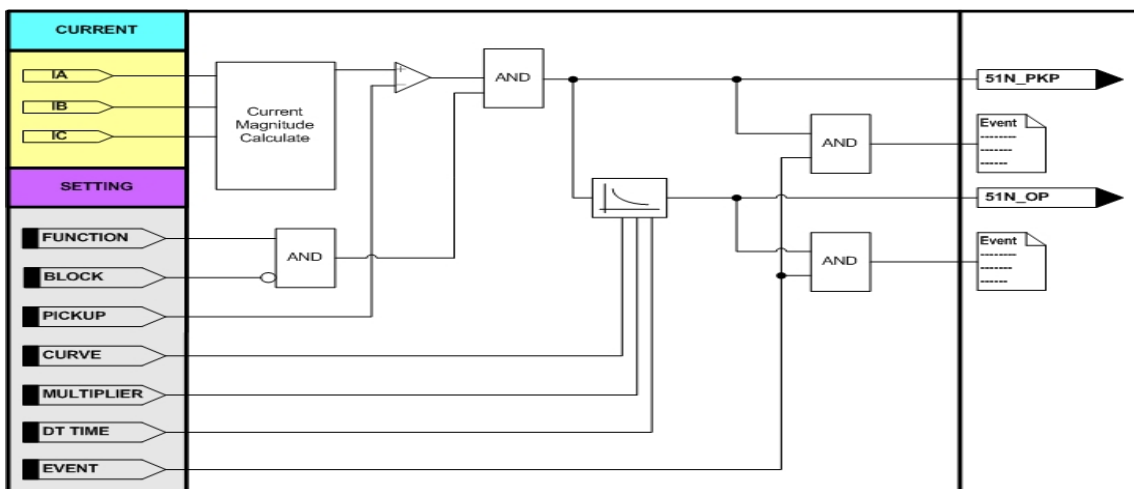 CURRENT
IA
IB
IC
Current
Magnitude
Calculate
+
−
AND
51N_PKP
AND
Event
--------
-------
------
SETTING
51N_OP
FUNCTION
BLOCK
AND
AND
Event
--------
-------
------
PICKUP
CURVE
MULTIPLIER
DT TIME
EVENT